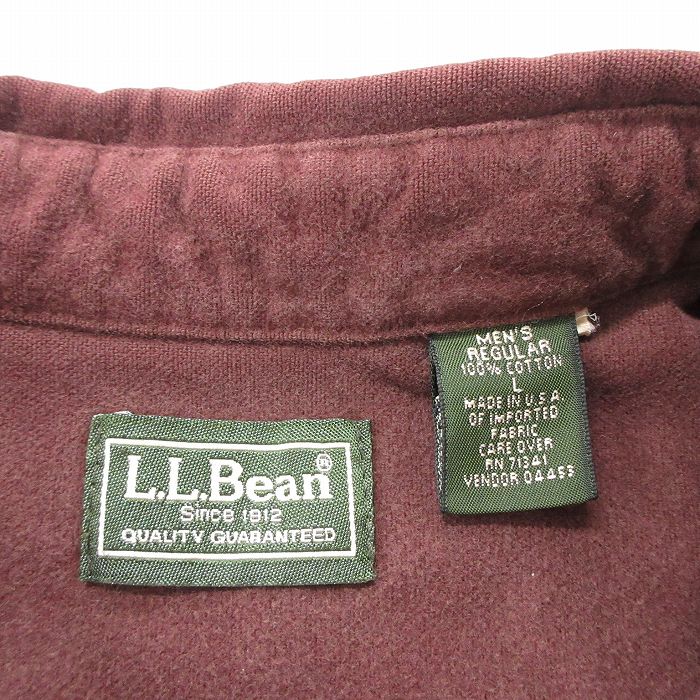 L.L.Bean®
SINCE 1912
QUALITY GUARANTEED
MEN'S
REGULAR
100% COTTON
L
MADE IN U.S.A.
OF IMPORTED
FABRIC
CARE OVER
RN 71341
VENDOR 04453